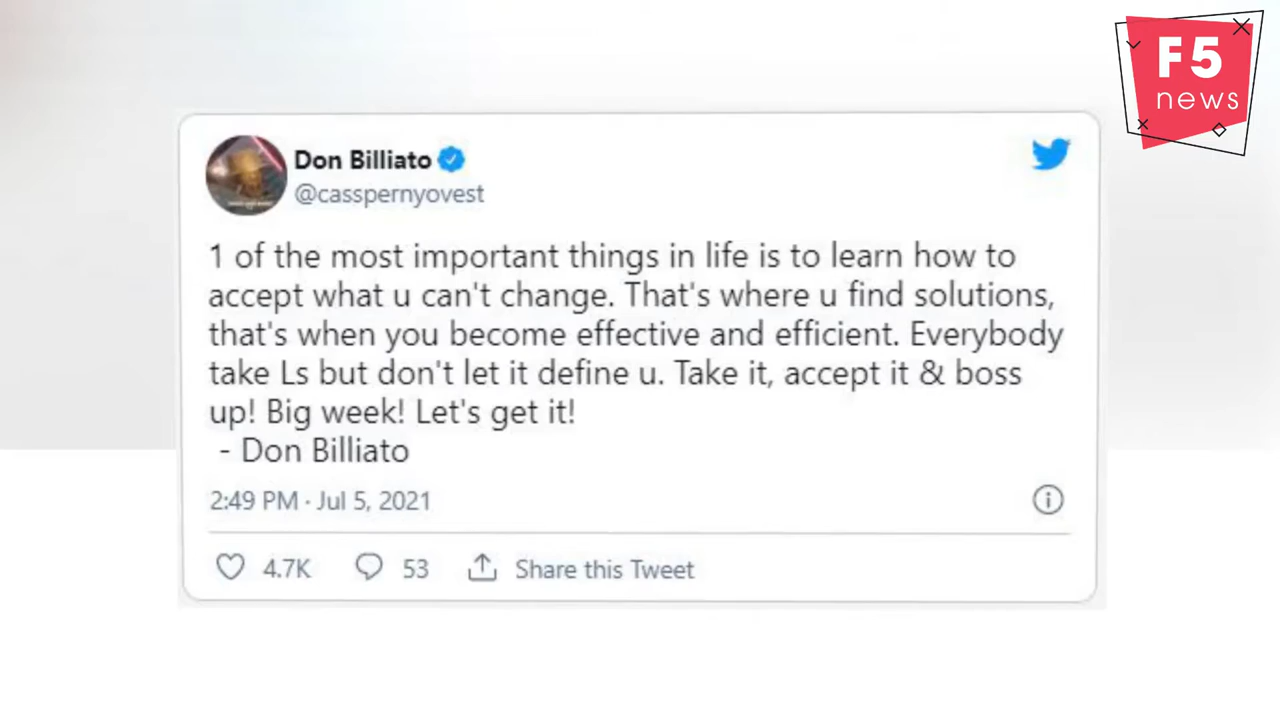 F5
news
Don Billiato
@casspernyovest
1 of the most important things in life is to learn how to
accept what u can't change. That's where u find solutions,
that's when you become effective and efficient. Everybody
take Ls but don't let it define u. Take it, accept it & boss
up! Big week! Let's get it!
- Don Billiato
2:49 PM · Jul 5, 2021
4.7K 53 Share this Tweet